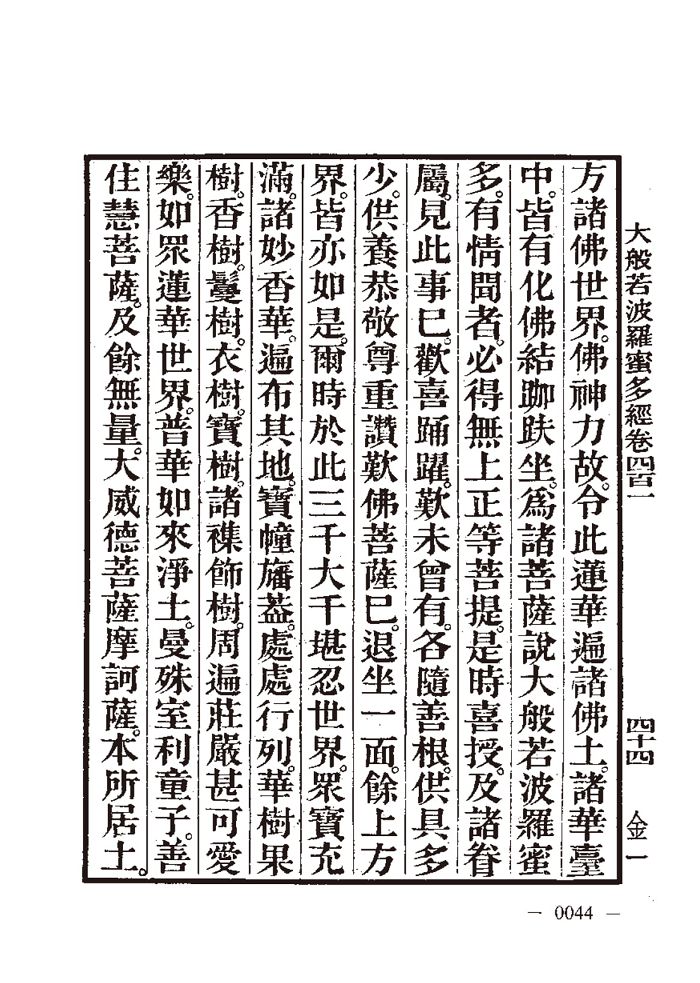 大般若波羅蜜多經卷四百一
四十四
金一
方諸佛世界。佛神力故。令此蓮華遍諸佛土。諸華臺
中。皆有化佛結跏趺坐。爲諸菩薩說大般若波羅蜜
多。有情聞者。必得無上正等菩提。是時喜授。及諸眷
屬。見此事已。歡喜踊躍。歎未曾有。各隨善根。供具多
少。供養恭敬尊重讚歎佛菩薩已。退坐一面。餘上方
界。皆亦如是。爾時於此三千大千堪忍世界。眾寶充
滿。諸妙香華。遍布其地。寶幢旛葢。處處行列。華樹果
樹。香樹。鬘樹。衣樹。寶樹。諸襍飾樹。周遍莊嚴甚可愛
樂。如眾蓮華世界。普華如來淨土。曼殊室利童子。善
住慧菩薩。及餘無量。大威德菩薩摩訶薩。本所居土。
— 0044 —